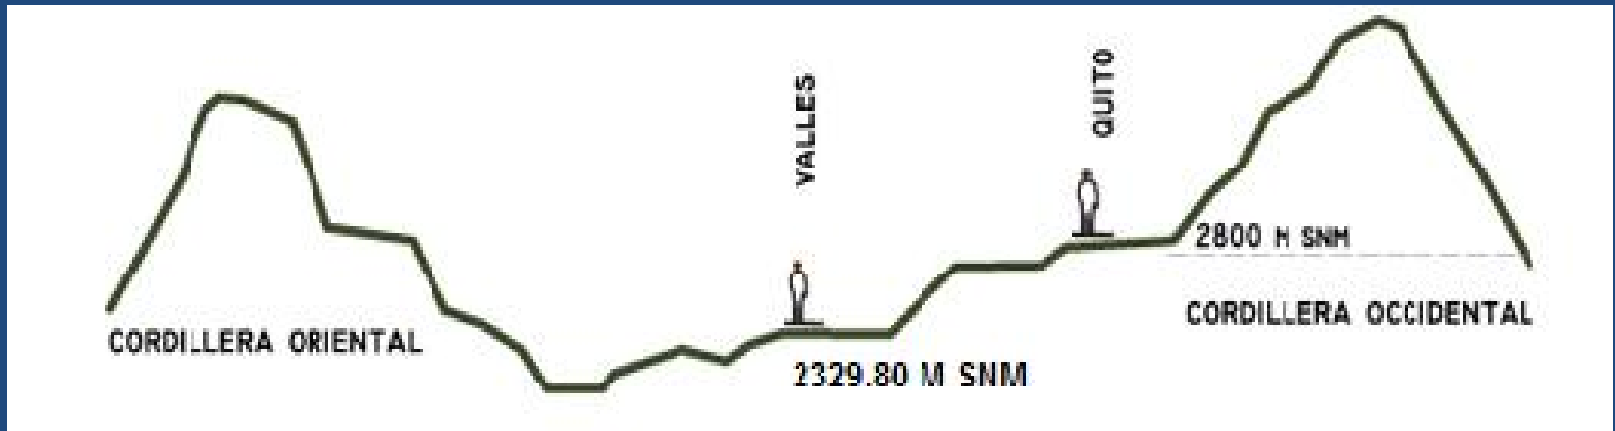 VALLES
QUITO
2800 M SNM
CORDILLERA OCCIDENTAL
CORDILLERA ORIENTAL
2329.80 M SNM